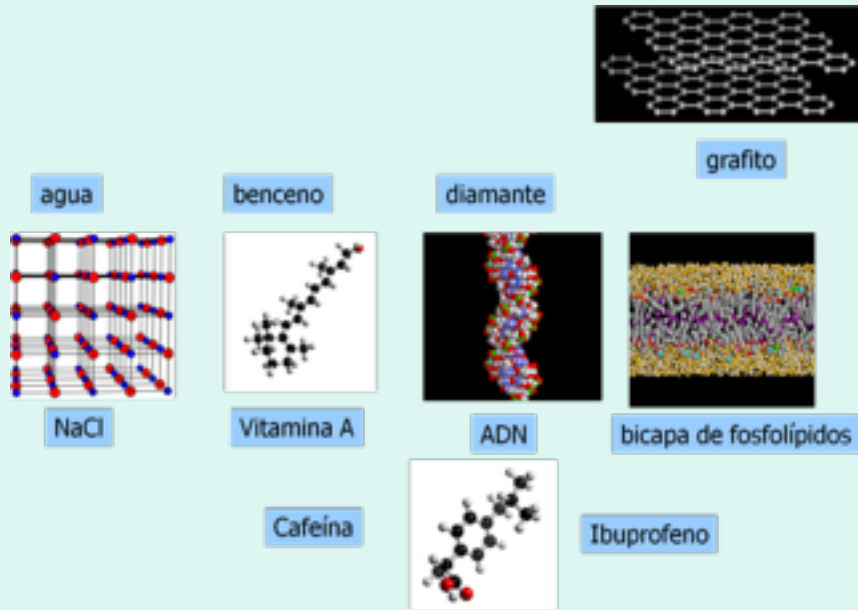 grafito
agua
benceno
diamante
NaCl
Vitamina A
ADN
bicapa de fosfolípidos
Cafeína
Ibuprofeno